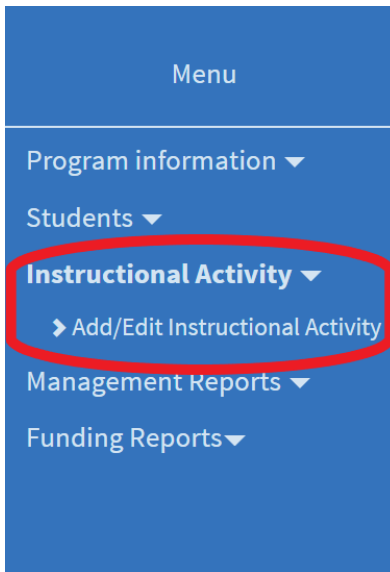 Menu
Program information
Students
Instructional Activity
Add/Edit Instructional Activity
Management Reports
Funding Reports